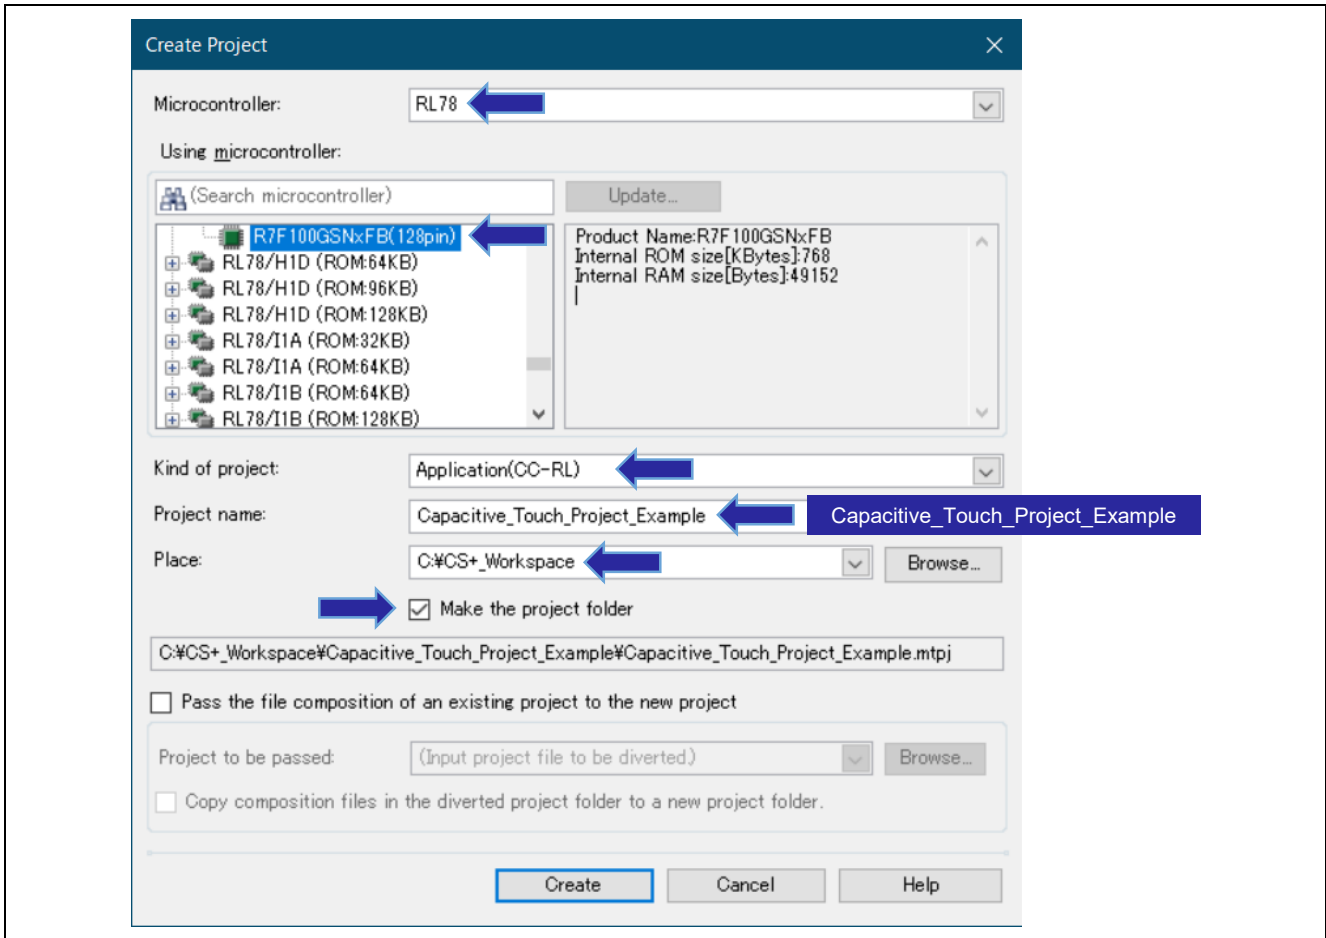 Create Project
Microcontroller:
RL78
Using microcontroller:
(Search microcontroller)
Update...
R7F100GSNxFB(128pin)
RL78/H1D (ROM:64KB)
RL78/H1D (ROM:96KB)
RL78/H1D (ROM:128KB)
RL78/I1A (ROM:32KB)
RL78/I1A (ROM:64KB)
RL78/I1B (ROM:64KB)
RL78/I1B (ROM:128KB)
Product Name:R7F100GSNxFB
Internal ROM size[KBytes]:768
Internal RAM size[Bytes]:49152
Kind of project:
Application(CC-RL)
Project name:
Capacitive_Touch_Project_Example
Capacitive_Touch_Project_Example
Place:
C:¥CS+_Workspace
Browse...
Make the project folder
C:¥CS+_Workspace¥Capacitive_Touch_Project_Example¥Capacitive_Touch_Project_Example.mtpj
Pass the file composition of an existing project to the new project
Project to be passed:
(Input project file to be diverted.)
Browse...
Copy composition files in the diverted project folder to a new project folder.
Create
Cancel
Help